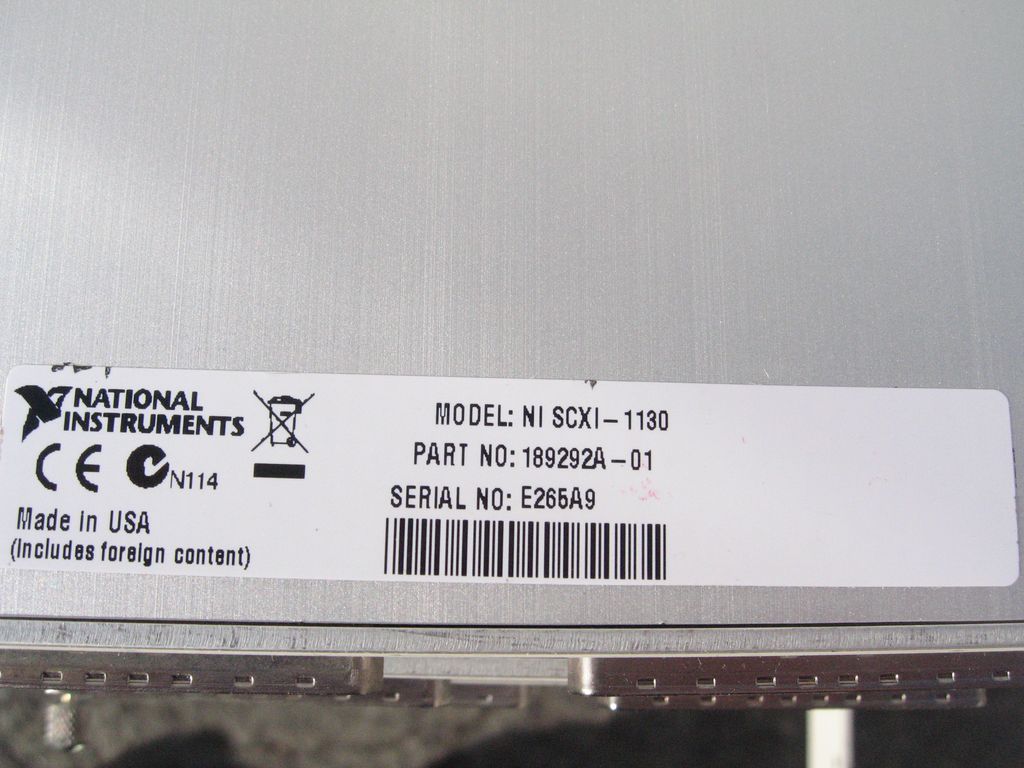 NATIONAL
INSTRUMENTS
CE
N114
Made in USA
(Includes foreign content)
MODEL: NI SCXI-1130
PART NO: 189292A-01
SERIAL NO: E265A9